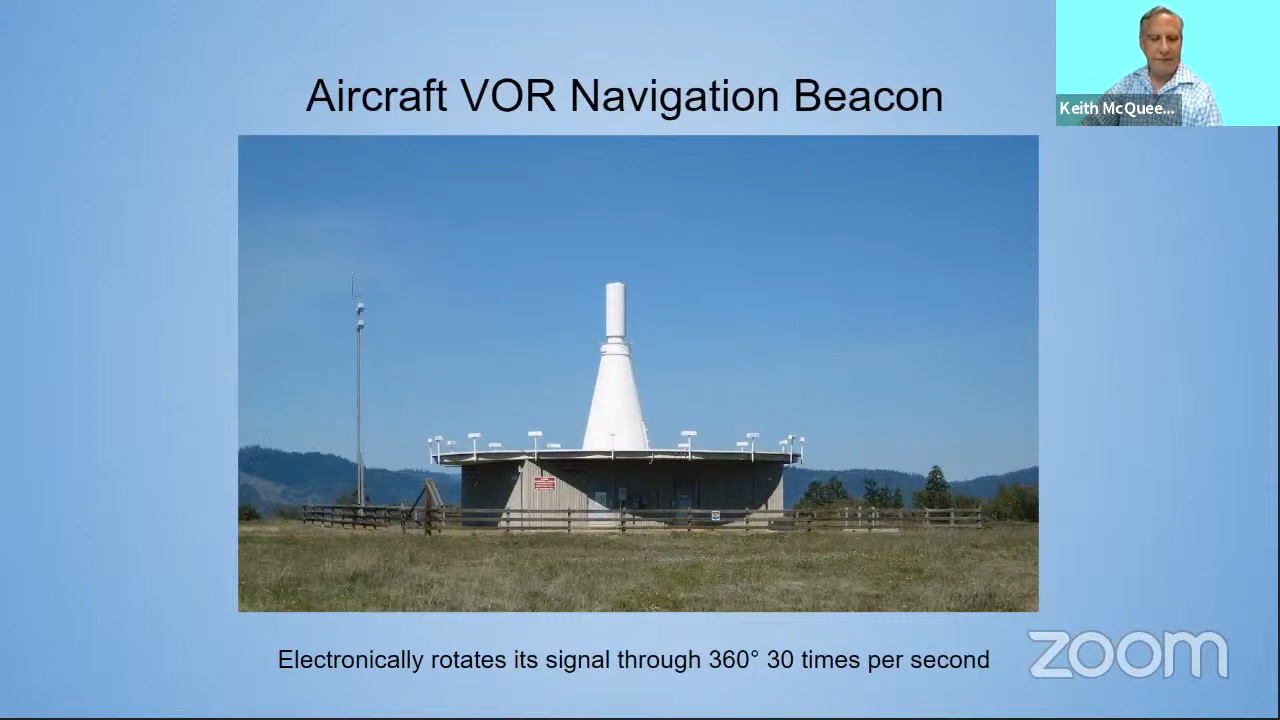 Aircraft VOR Navigation Beacon
Keith McQuee...
Electronically rotates its signal through 360° 30 times per second
zoom